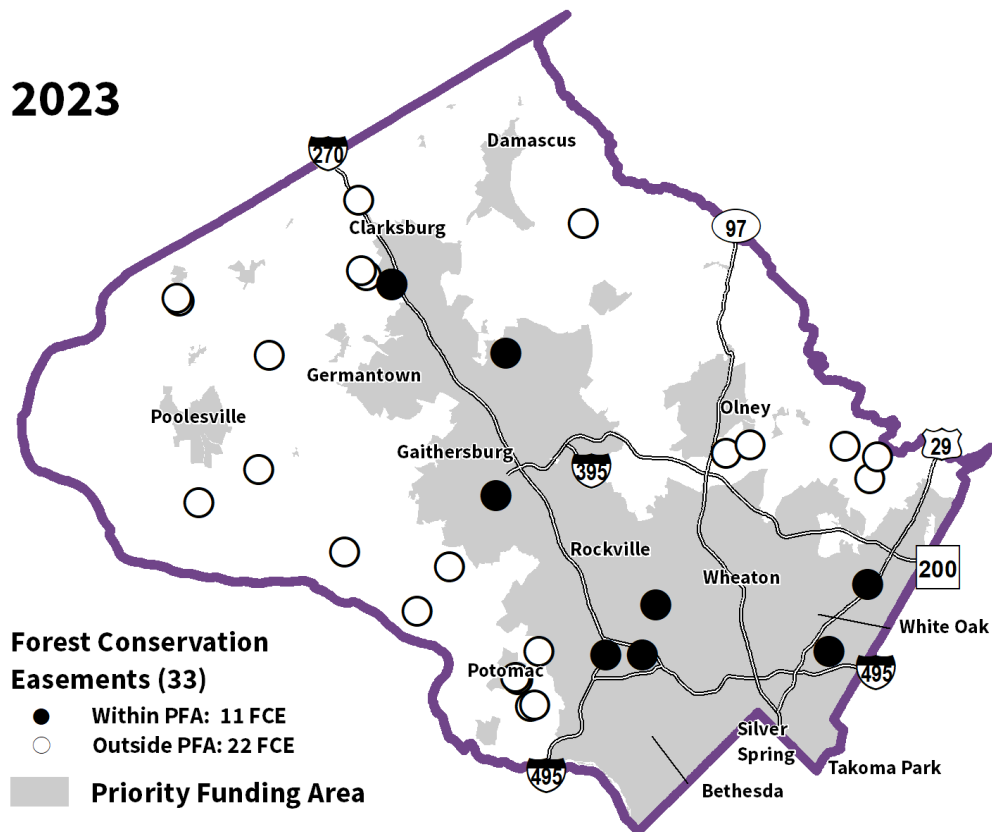 2023
Damascus
270
Clarksburg
97
Germantown
Poolesville
Olney
Gaithersburg
29
395
Rockville
200
Wheaton
White Oak
Forest Conservation
Easements (33)
Potomac
495
Within PFA: 11 FCE
Outside PFA: 22 FCE
Silver
Spring
Takoma Park
495
Bethesda
Priority Funding Area